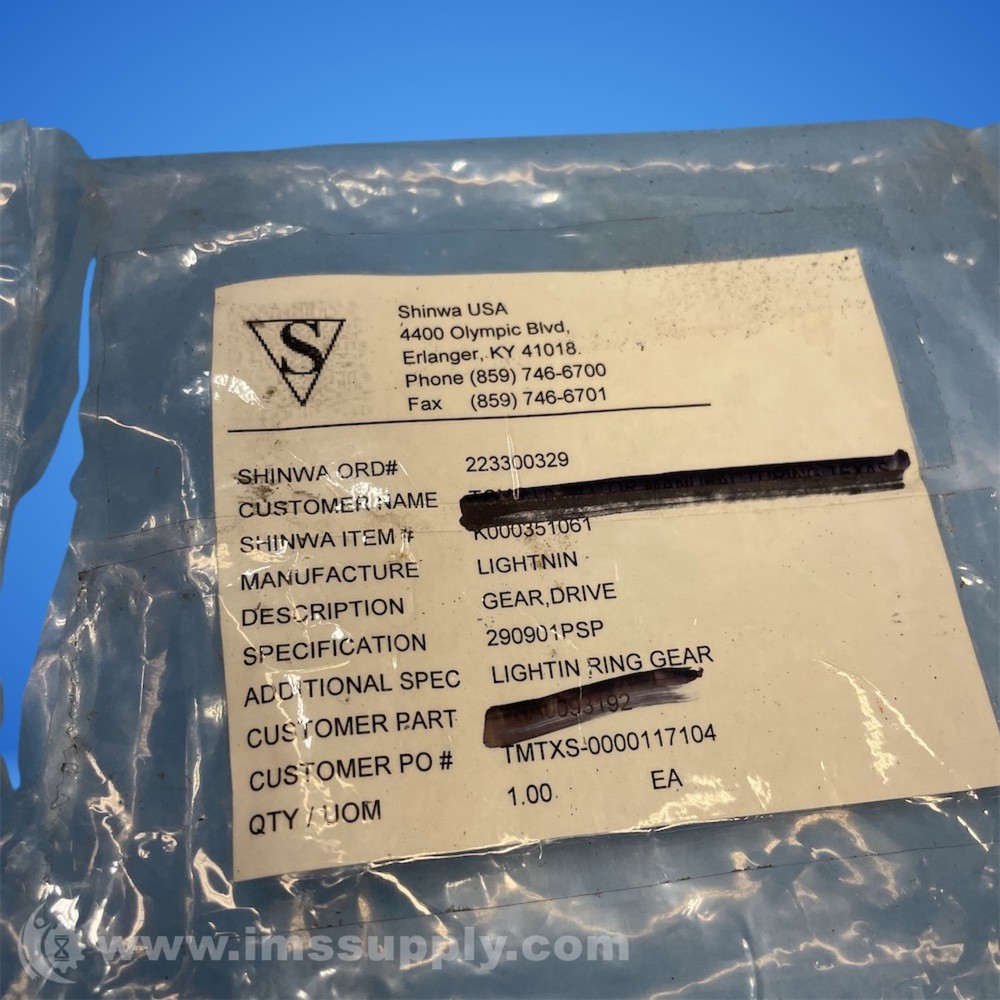 S
Shinwa USA
4400 Olympic Blvd,
Erlanger, KY 41018.
Phone (859) 746-6700
Fax (859) 746-6701
SHINWA ORD# 223300329
CUSTOMER NAME
SHINWA ITEM # K000351061
MANUFACTURE LIGHTNIN
DESCRIPTION GEAR,DRIVE
SPECIFICATION 290901PSP
ADDITIONAL SPEC LIGHTIN RING GEAR
CUSTOMER PART
CUSTOMER PO # TMTXS-0000117104
QTY / UOM 1.00 EA
www.imssupply.com